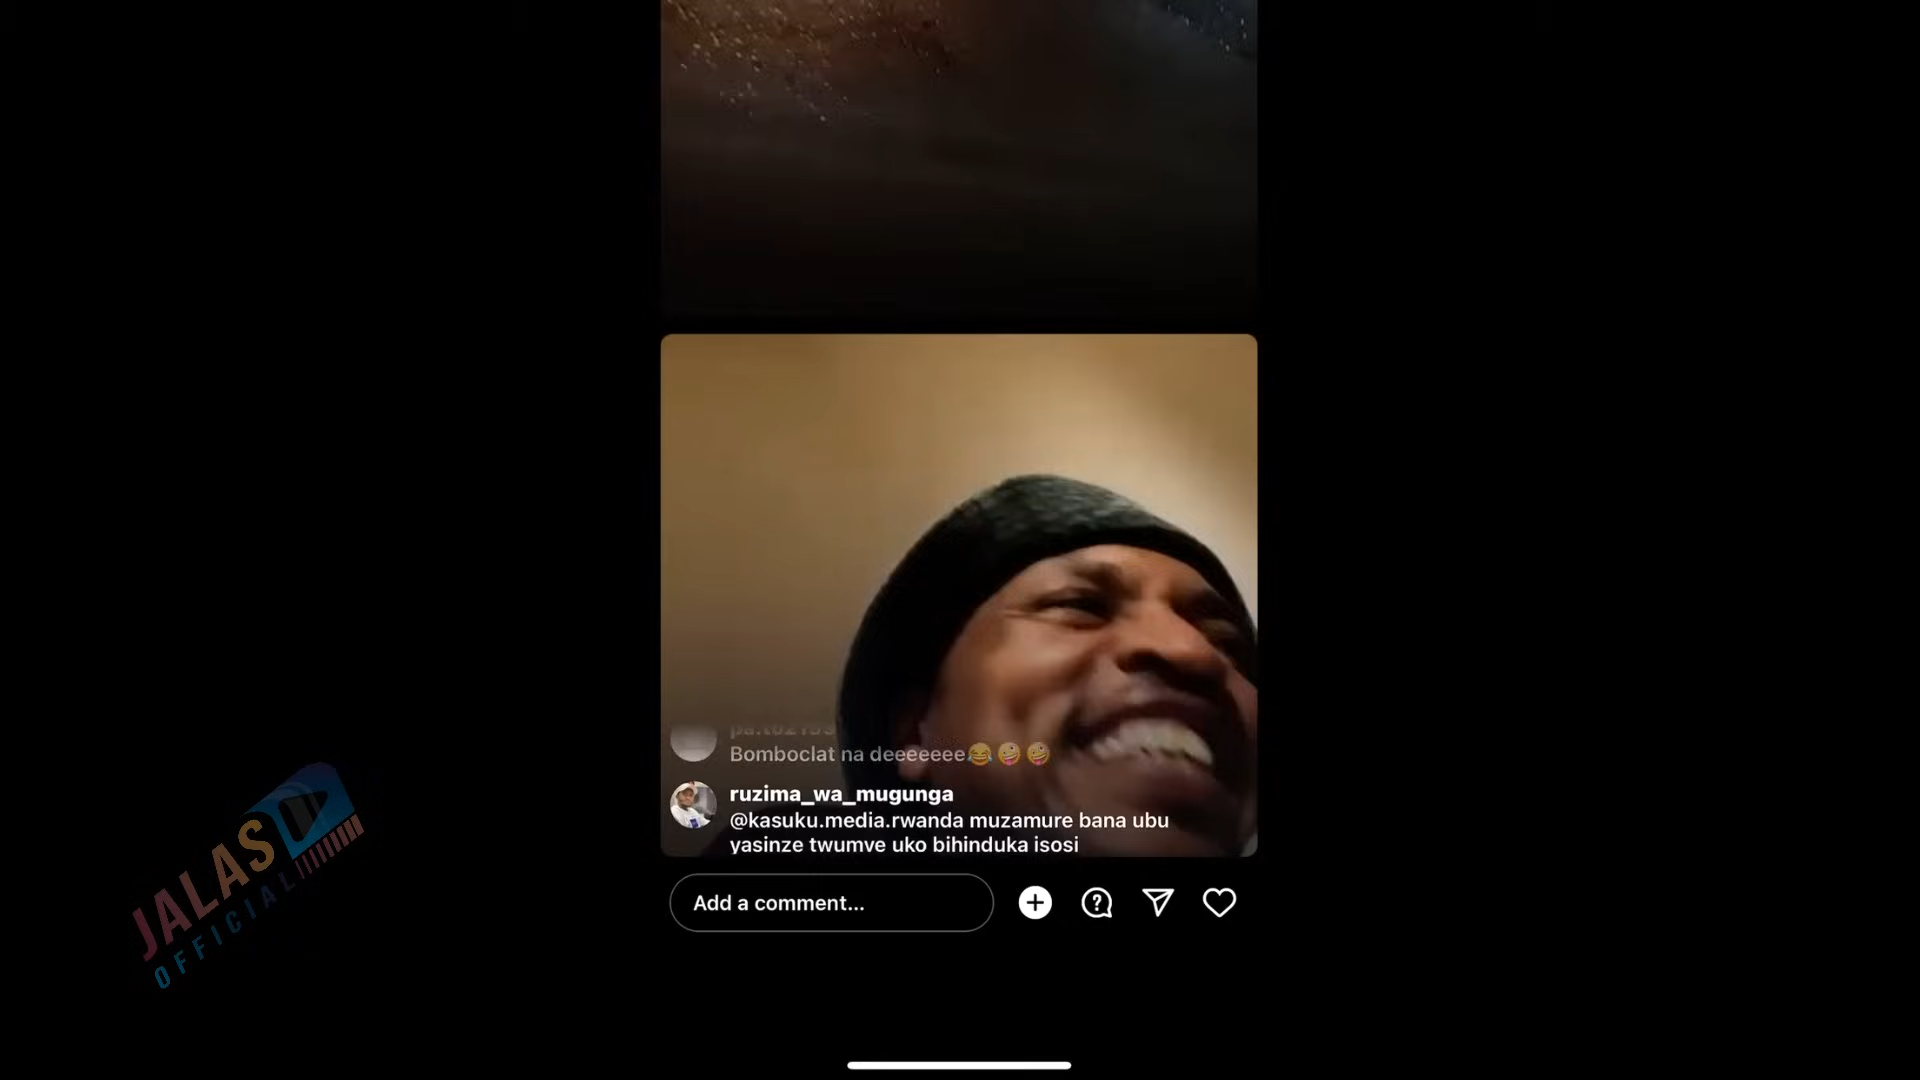 Bomboclat na deeeeeee😂🤪🤪
ruzima_wa_mugunga
@kasuku.media.rwanda muzamure bana ubu
yasinze twumve uko bihinduka isosi
Add a comment...
JALAS
OFFICIAL